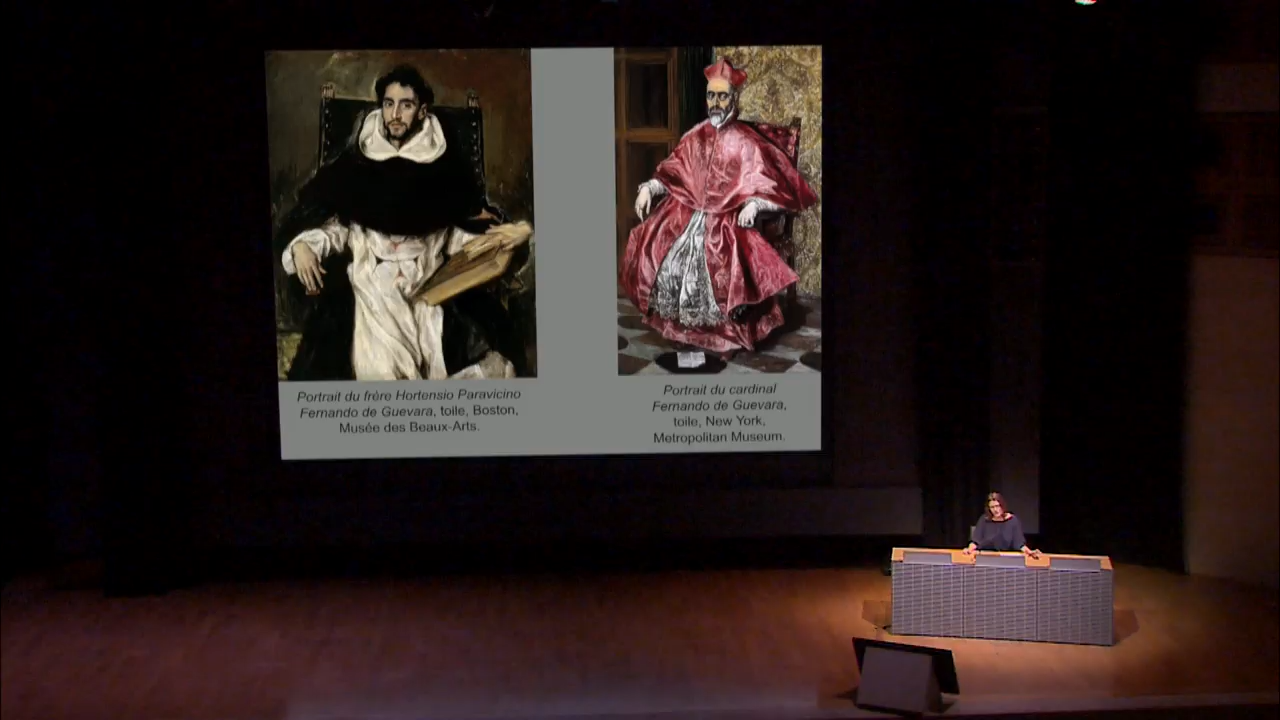 Portrait du frère Hortensio Paravicino
Fernando de Guevara, toile, Boston,
Musée des Beaux-Arts.
Portrait du cardinal
Fernando de Guevara,
toile, New York,
Metropolitan Museum.